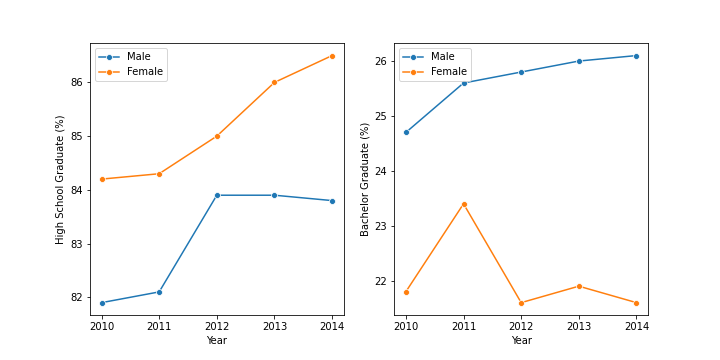 Male
Female
86
85
84
83
82
High School Graduate (%)
2010 2011 2012 2013 2014
Year
Male
Female
26
25
24
23
22
Bachelor Graduate (%)
2010 2011 2012 2013 2014
Year